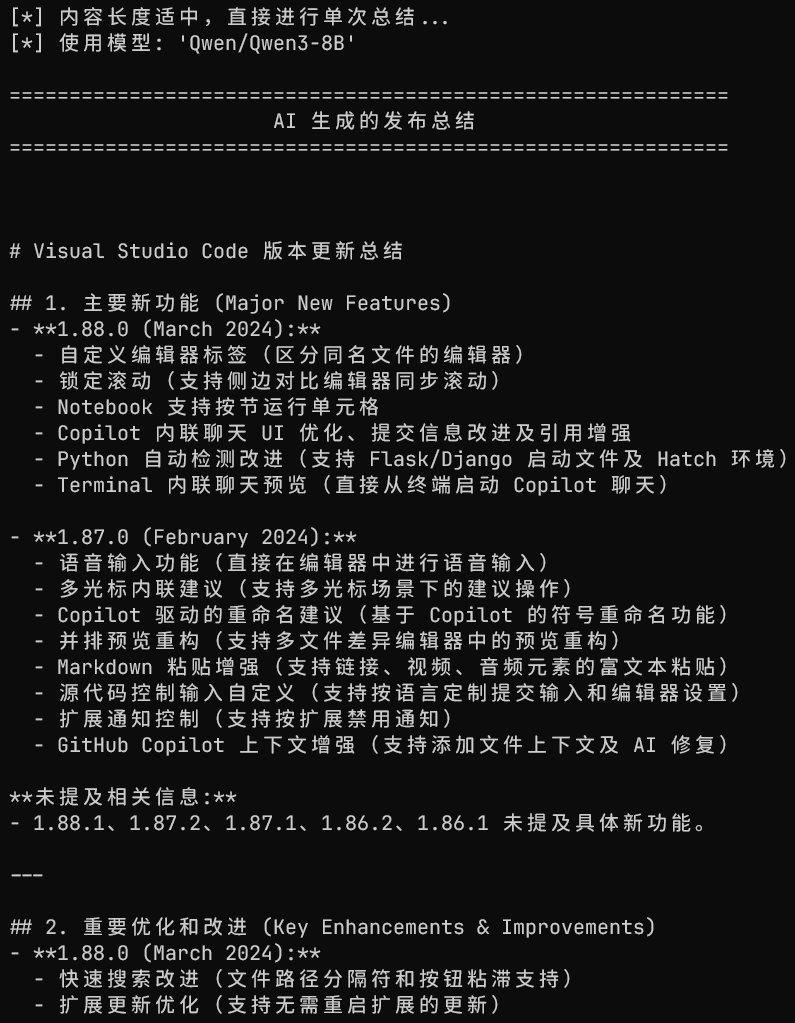 [*] 内容长度适中，直接进行单次总结...
[*] 使用模型: 'Qwen/Qwen3-8B'
============================================================
AI 生成的发布总结
============================================================
# Visual Studio Code 版本更新总结
## 1. 主要新功能 (Major New Features)
- **1.88.0 (March 2024):**
  - 自定义编辑器标签（区分同名文件的编辑器）
  - 锁定滚动（支持侧边对比编辑器同步滚动）
  - Notebook 支持按节运行单元格
  - Copilot 内联聊天 UI 优化、提交信息改进及引用增强
  - Python 自动检测改进（支持 Flask/Django 启动文件及 Hatch 环境）
  - Terminal 内联聊天预览（直接从终端启动 Copilot 聊天）
- **1.87.0 (February 2024):**
  - 语音输入功能（直接在编辑器中进行语音输入）
  - 多光标内联建议（支持多光标场景下的建议操作）
  - Copilot 驱动的重命名建议（基于 Copilot 的符号重命名功能）
  - 并排预览重构（支持多文件差异编辑器中的预览重构）
  - Markdown 粘贴增强（支持链接、视频、音频元素的富文本粘贴）
  - 源代码控制输入自定义（支持按语言定制提交输入和编辑器设置）
  - 扩展通知控制（支持按扩展禁用通知）
  - GitHub Copilot 上下文增强（支持添加文件上下文及 AI 修复）
**未提及相关信息:**
- 1.88.1、1.87.2、1.87.1、1.86.2、1.86.1 未提及具体新功能。
---
## 2. 重要优化和改进 (Key Enhancements & Improvements)
- **1.88.0 (March 2024):**
  - 快速搜索改进（文件路径分隔符和按钮粘滞支持）
  - 扩展更新优化（支持无需重启扩展的更新）